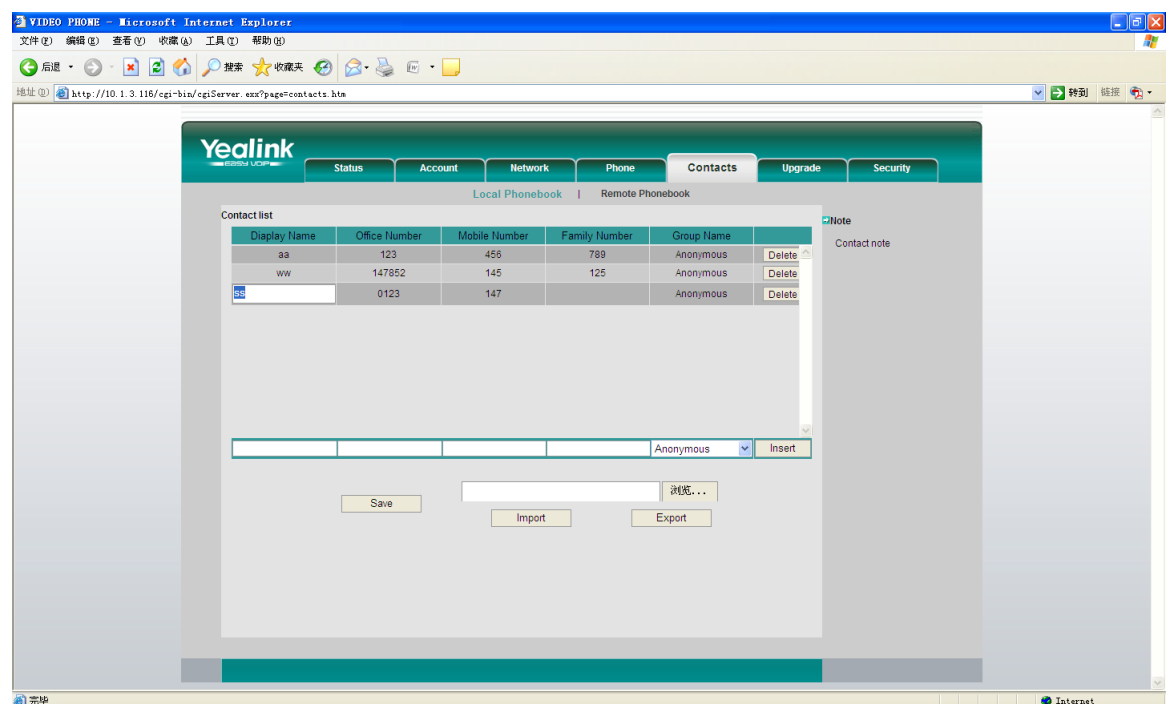 VIDEO PHONE - Microsoft Internet Explorer
文件(F) 编辑(E) 查看(V) 收藏(A) 工具(T) 帮助(H)
后退 搜索 收藏夹
地址(D) http://10.1.3.116/cgi-bin/cgiServer.exx?page=contacts.htm 转到 链接
Yealink
EASY VOIP
Status Account Network Phone Contacts Upgrade Security
Local Phonebook | Remote Phonebook
Contact list
Note
Contact note
Diaplay Name Office Number Mobile Number Family Number Group Name
aa 123 456 789 Anonymous Delete
ww 147852 145 125 Anonymous Delete
ss 0123 147 Anonymous Delete
Anonymous Insert
浏览...
Save
Import Export
完毕 Internet